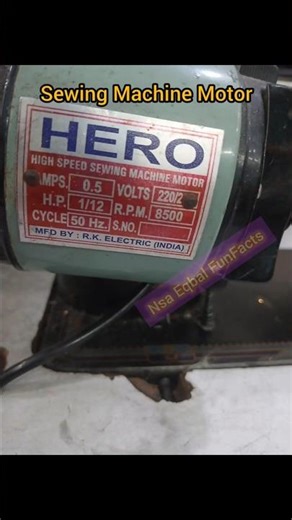 Sewing Machine Motor
HERO
HIGH SPEED SEWING MACHINE MOTOR
AMPS. 0.5 VOLTS 220/2
H.P. 1/12 R.P.M. 8500
CYCLE 50 Hz. S.NO.
MFD BY : R.K. ELECTRIC (INDIA)
Nsa Eqbal FunFacts